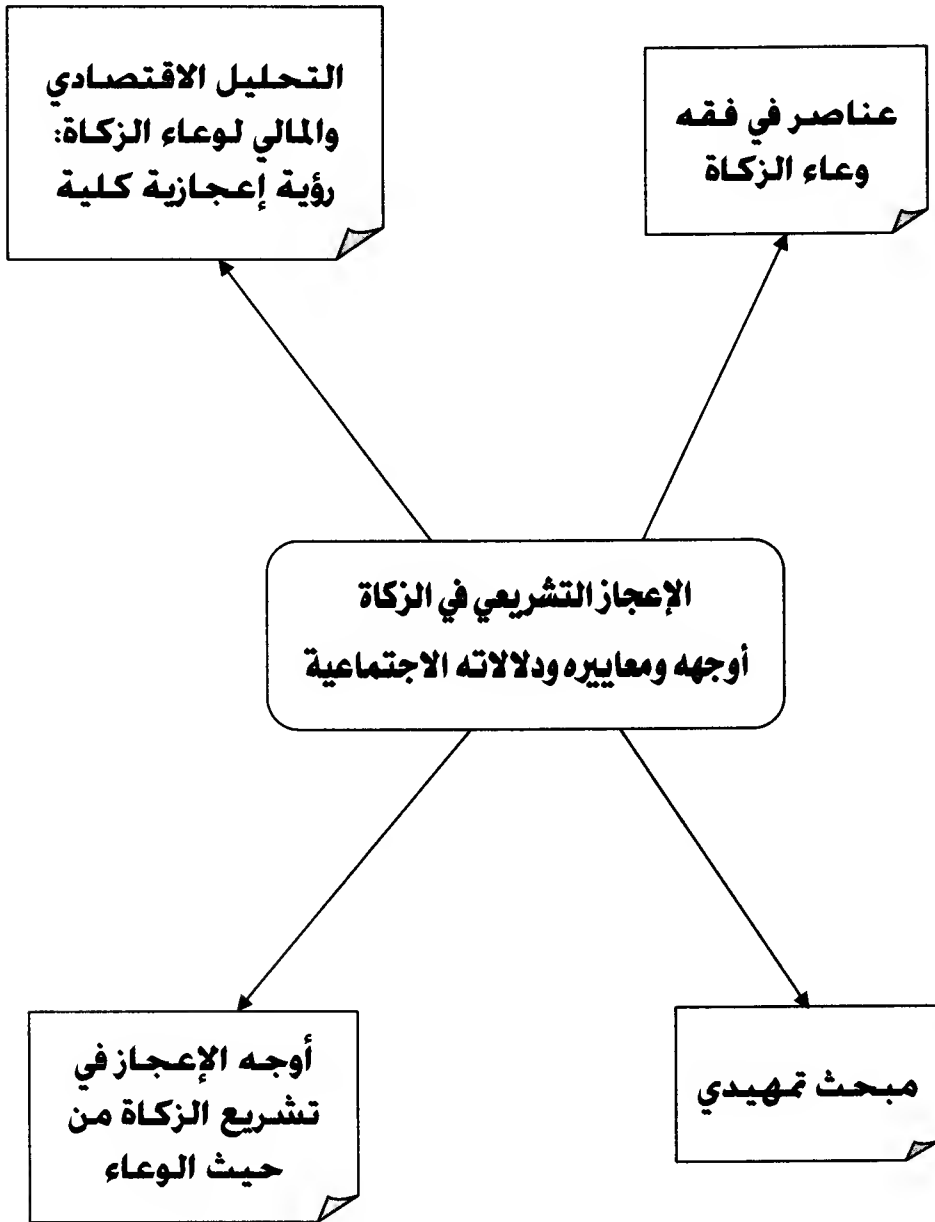 عناصر في فقه
وعاء الزكاة
التحليل الاقتصادي
والمالي لوعاء الزكاة:
رؤية إعجازية كلية
الإعجاز التشريعي في الزكاة
أوجهه ومعاييره ودلالاته الاجتماعية
مبحث تمهيدي
أوجه الإعجاز في
تشريع الزكاة من
حيث الوعاء